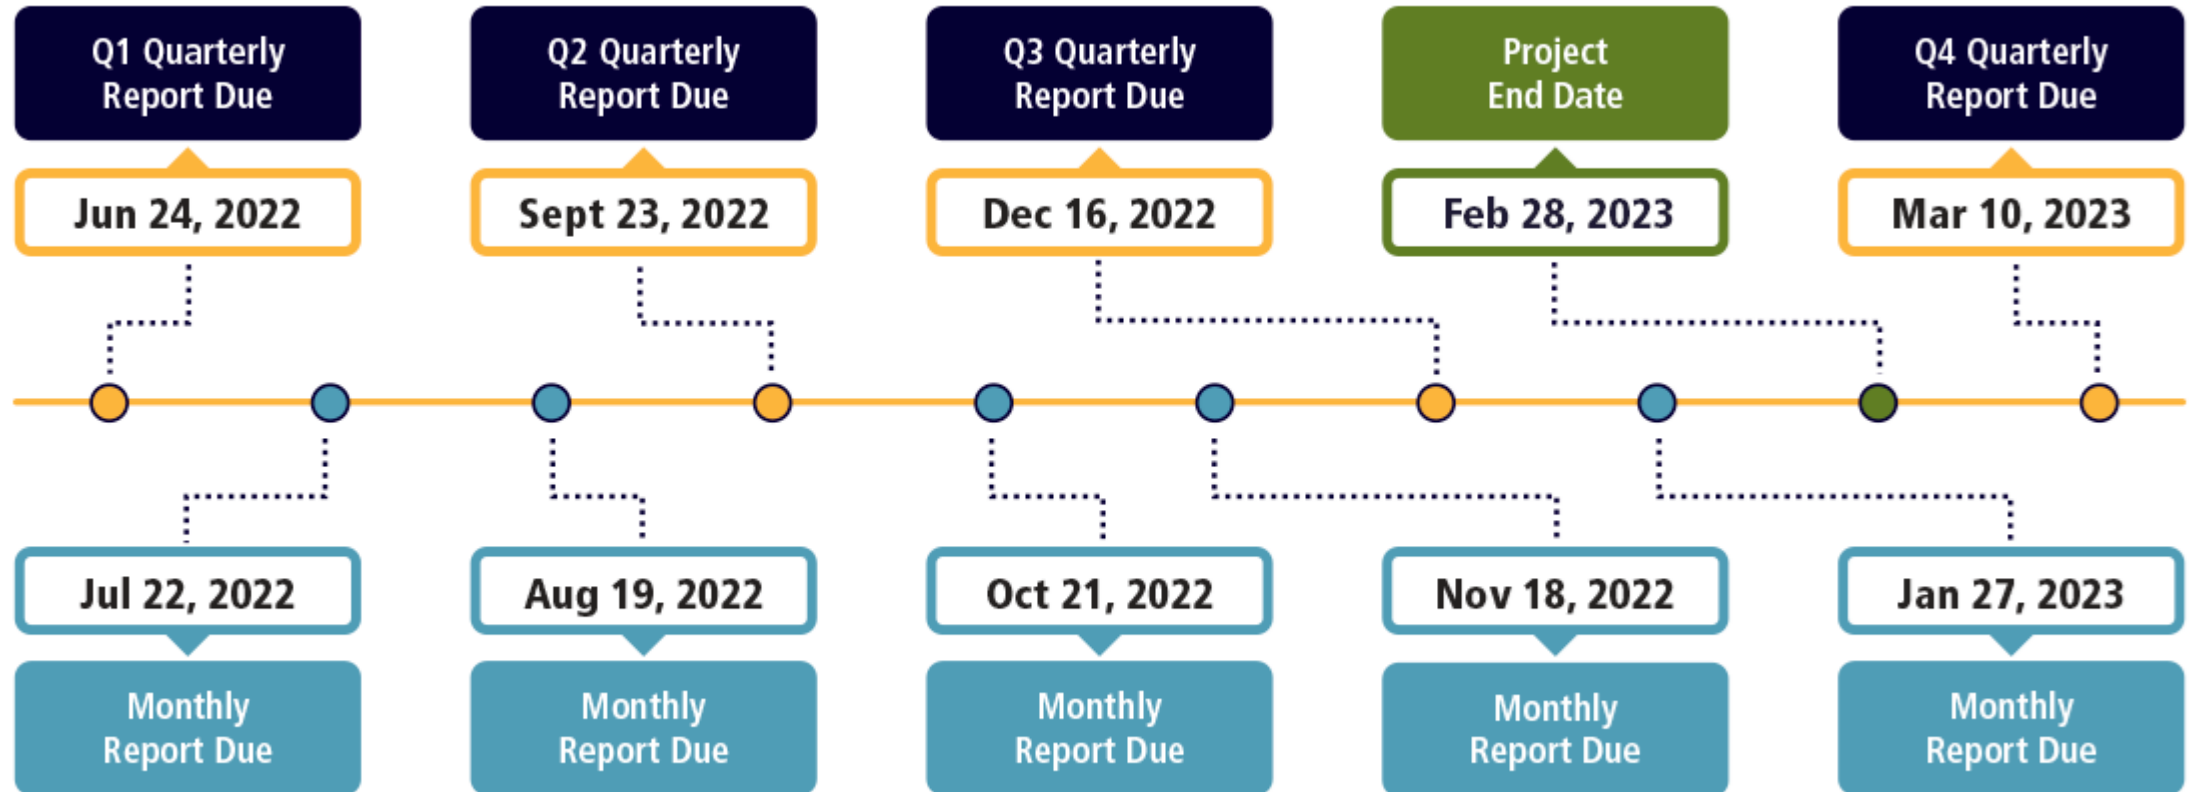 Q1 Quarterly
Report Due
Jun 24, 2022
Q2 Quarterly
Report Due
Sept 23, 2022
Q3 Quarterly
Report Due
Dec 16, 2022
Project
End Date
Feb 28, 2023
Q4 Quarterly
Report Due
Mar 10, 2023
Jul 22, 2022
Monthly
Report Due
Aug 19, 2022
Monthly
Report Due
Oct 21, 2022
Monthly
Report Due
Nov 18, 2022
Monthly
Report Due
Jan 27, 2023
Monthly
Report Due